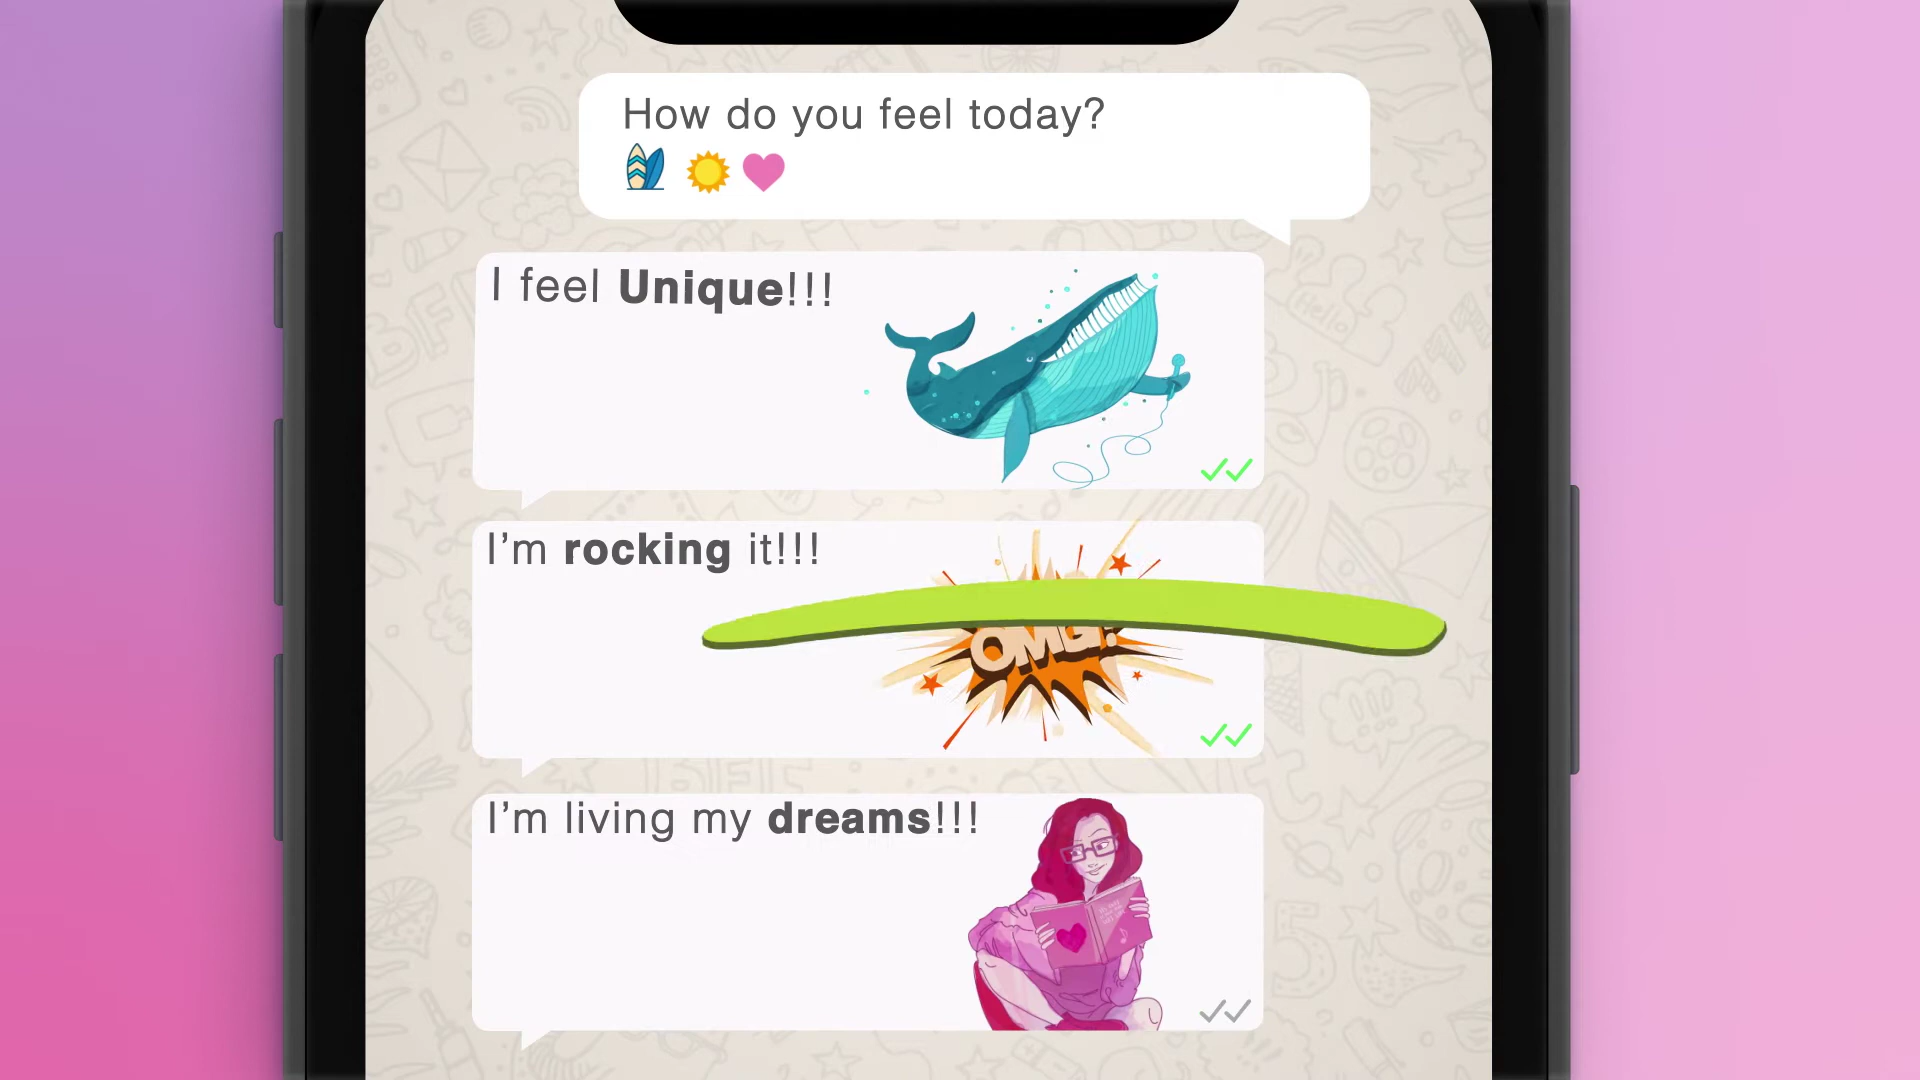 How do you feel today?
I feel Unique!!!
I'm rocking it!!!
OMG!
I'm living my dreams!!!